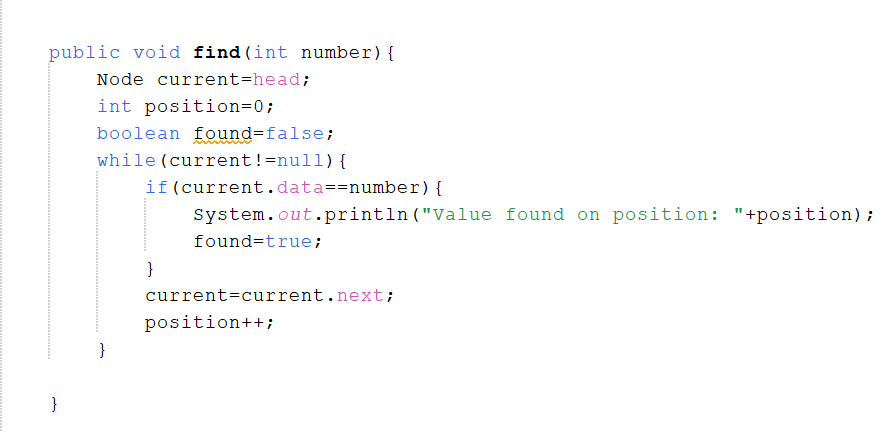 public void find(int number){
Node current=head;
int position=0;
boolean found=false;
while(current!=null){
if(current.data==number){
System.out.println("Value found on position: "+position);
found=true;
}
current=current.next;
position++;
}
}